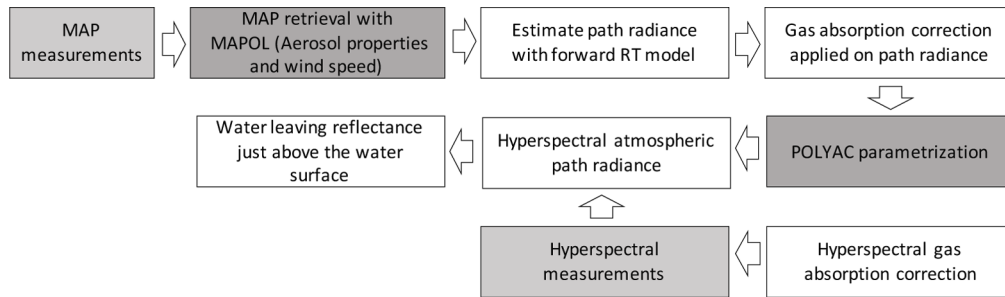 MAP
measurements
MAP retrieval with
MAPOL (Aerosol properties
and wind speed)
Estimate path radiance
with forward RT model
Gas absorption correction
applied on path radiance
Water leaving reflectance
just above the water
surface
Hyperspectral atmospheric
path radiance
POLYAC parametrization
Hyperspectral
measurements
Hyperspectral gas
absorption correction